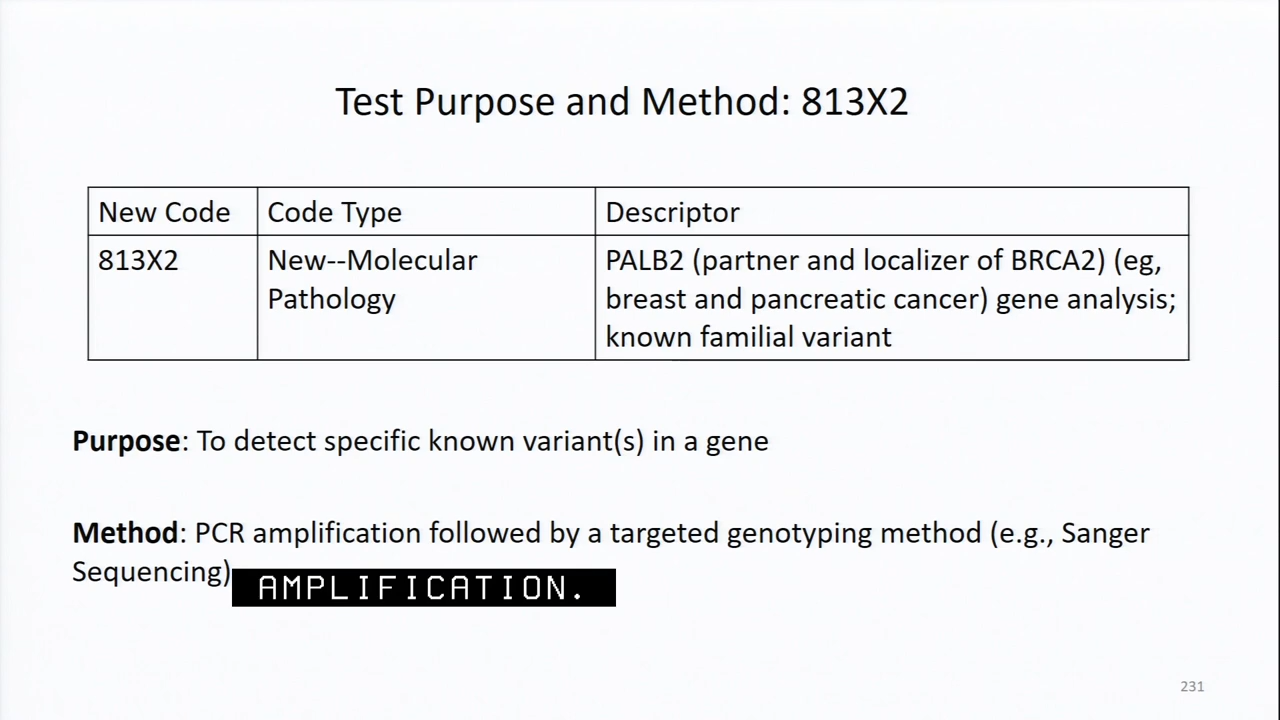 Test Purpose and Method: 813X2
New Code Code Type Descriptor
813X2 New--Molecular PALB2 (partner and localizer of BRCA2) (eg,
Pathology breast and pancreatic cancer) gene analysis;
known familial variant
Purpose: To detect specific known variant(s) in a gene
Method: PCR amplification followed by a targeted genotyping method (e.g., Sanger
Sequencing)
AMPLIFICATION.
231